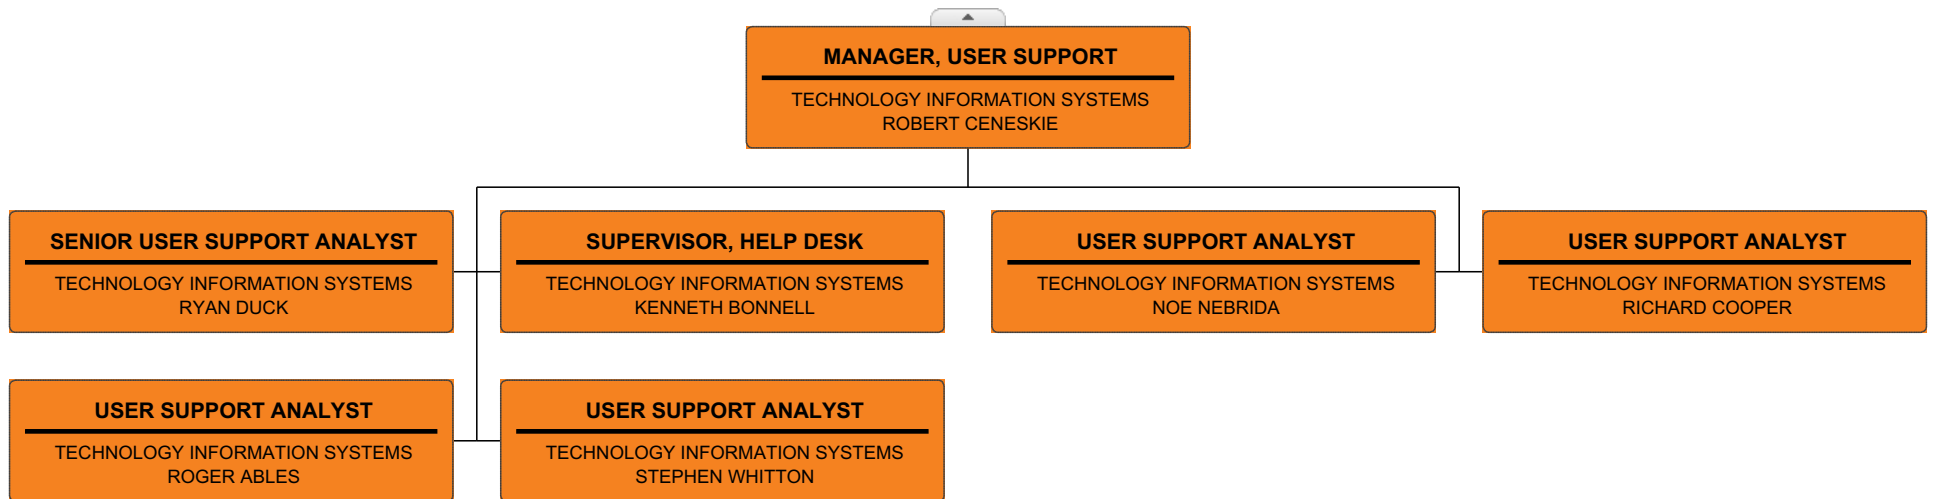 MANAGER, USER SUPPORT
TECHNOLOGY INFORMATION SYSTEMS
ROBERT CENESKIE
SENIOR USER SUPPORT ANALYST
TECHNOLOGY INFORMATION SYSTEMS
RYAN DUCK
SUPERVISOR, HELP DESK
TECHNOLOGY INFORMATION SYSTEMS
KENNETH BONNELL
USER SUPPORT ANALYST
TECHNOLOGY INFORMATION SYSTEMS
NOE NEBRIDA
USER SUPPORT ANALYST
TECHNOLOGY INFORMATION SYSTEMS
RICHARD COOPER
USER SUPPORT ANALYST
TECHNOLOGY INFORMATION SYSTEMS
ROGER ABLES
USER SUPPORT ANALYST
TECHNOLOGY INFORMATION SYSTEMS
STEPHEN WHITTON